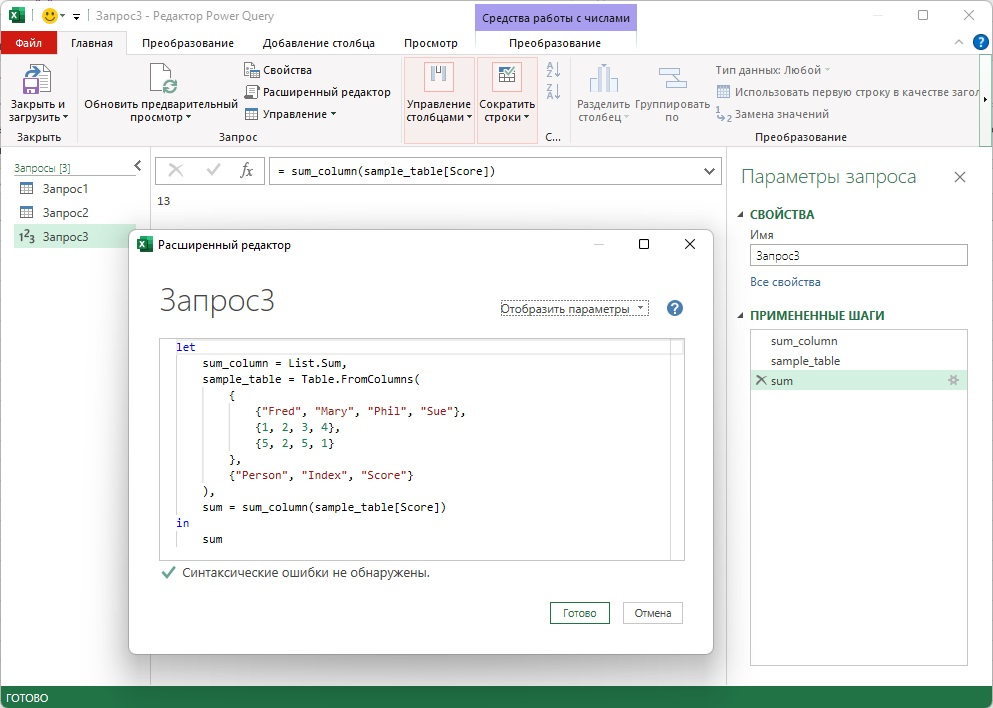 Запрос3 - Редактор Power Query
Средства работы с числами
Файл
Главная
Преобразование
Добавление столбца
Просмотр
Преобразование
Закрыть и
загрузить
Закрыть
Обновить предварительный
просмотр
Свойства
Расширенный редактор
Управление
Запрос
Управление
столбцами
Сократить
строки
С...
Разделить
столбец
Группировать
по
Тип данных: Любой
Использовать первую строку в качестве загол
Замена значений
Преобразование
Запросы [3]
Запрос1
Запрос2
Запрос3
= sum_column(sample_table[Score])
13
Расширенный редактор
Запрос3
Отобразить параметры
let
sum_column = List.Sum,
sample_table = Table.FromColumns(
{
{"Fred", "Mary", "Phil", "Sue"},
{1, 2, 3, 4},
{5, 2, 5, 1}
},
{"Person", "Index", "Score"}
),
sum = sum_column(sample_table[Score])
in
sum
Синтаксические ошибки не обнаружены.
Готово
Отмена
Параметры запроса
СВОЙСТВА
Имя
Запрос3
Все свойства
ПРИМЕНЕННЫЕ ШАГИ
sum_column
sample_table
sum
ГОТОВО